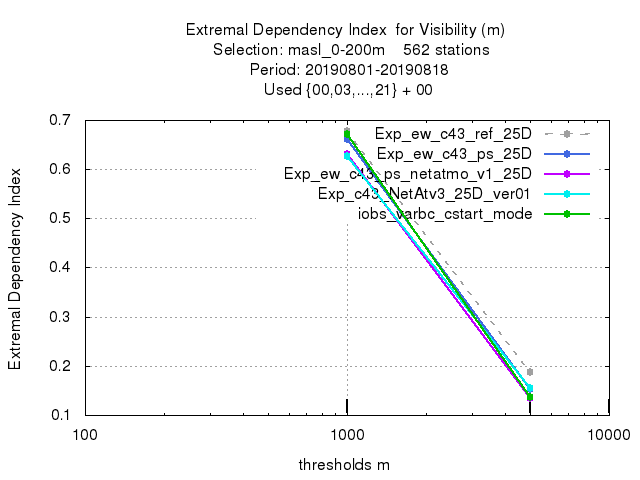 Extremal Dependency Index  for Visibility (m)
Selection: masl_0-200m    562 stations
Period: 20190801-20190818
Used {00,03,...,21} + 00
Extremal Dependency Index
0.7
0.6
0.5
0.4
0.3
0.2
0.1
Exp_ew_c43_ref_25D
Exp_ew_c43_ps_25D
Exp_ew_c43_ps_netatmo_v1_25D
Exp_c43_NetAtv3_25D_ver01
iobs_varbc_cstart_mode
100 1000 10000
thresholds m